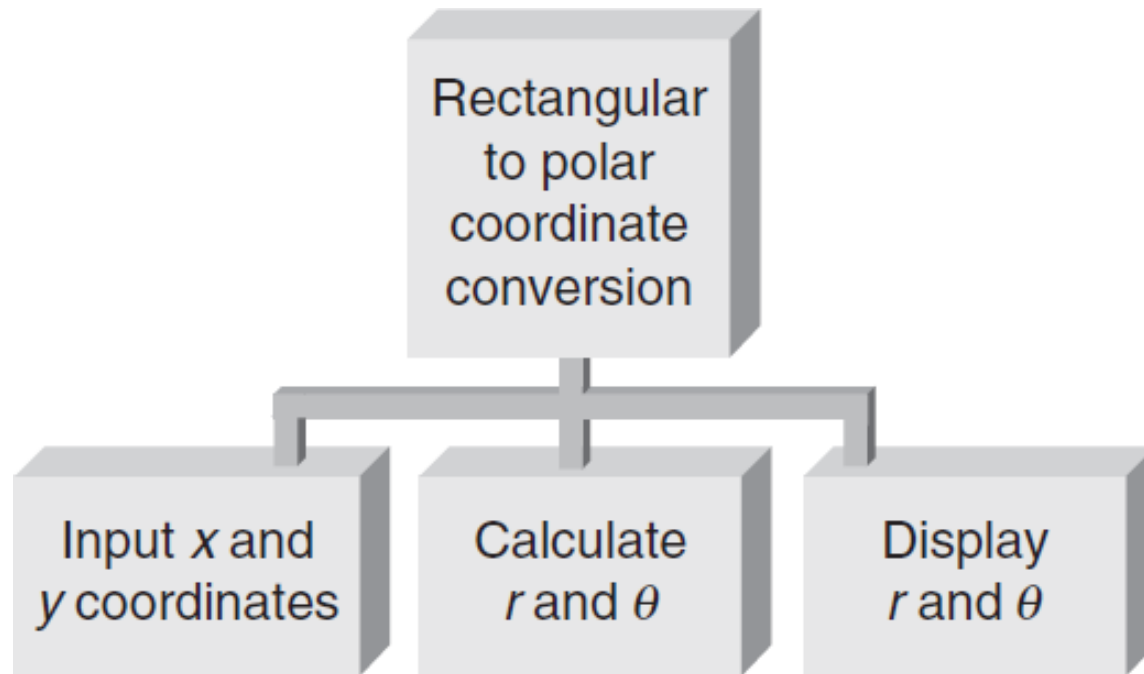 Rectangular
to polar
coordinate
conversion
Input x and
y coordinates
Calculate
r and θ
Display
r and θ